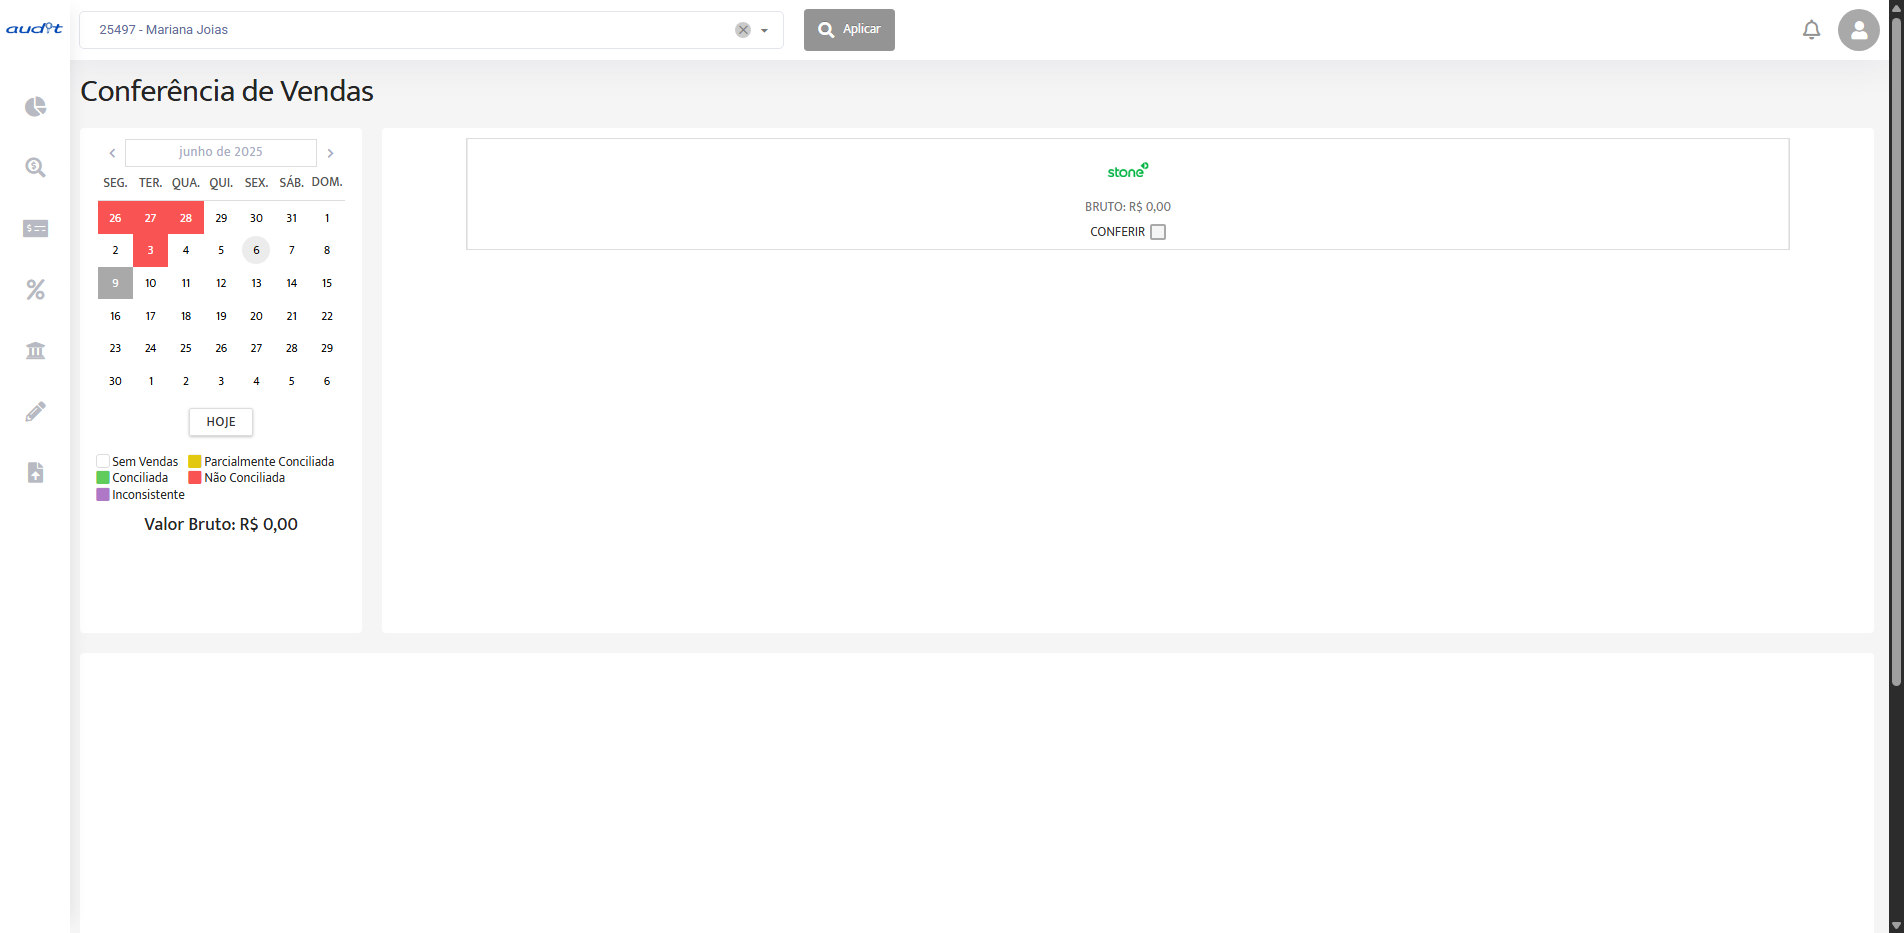 audit
25497 - Mariana Joias
Aplicar
Conferência de Vendas
junho de 2025
SEG. TER. QUA. QUI. SEX. SÁB. DOM.
26 27 28 29 30 31 1
2 3 4 5 6 7 8
9 10 11 12 13 14 15
16 17 18 19 20 21 22
23 24 25 26 27 28 29
30 1 2 3 4 5 6
HOJE
Sem Vendas Parcialmente Conciliada
Conciliada Não Conciliada
Inconsistente
Valor Bruto: R$ 0,00
stone
BRUTO: R$ 0,00
CONFERIR